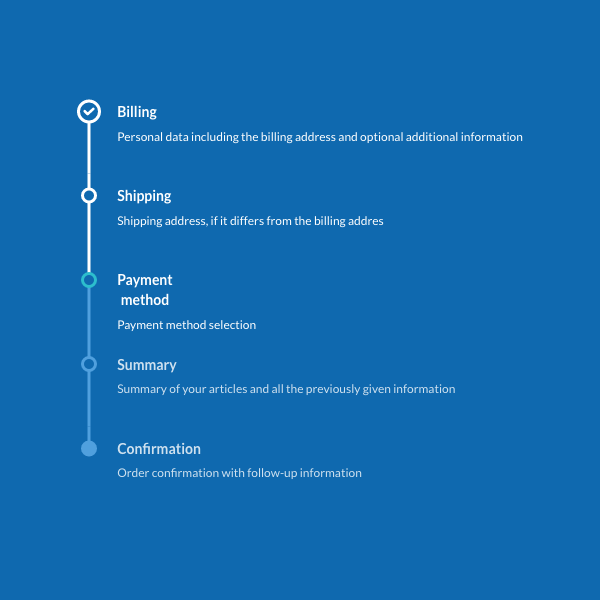 Billing
Personal data including the billing address and optional additional information
Shipping
Shipping address, if it differs from the billing addres
Payment
method
Payment method selection
Summary
Summary of your articles and all the previously given information
Confirmation
Order confirmation with follow-up information